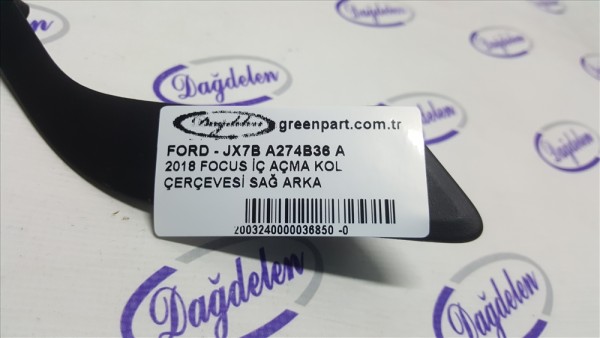 Dağdelen
Dağdelen
Dağdelen greenpart.com.tr
FORD - JX7B A274B36 A
2018 FOCUS İÇ AÇMA KOL
ÇERÇEVESİ SAĞ ARKA
2003240000036850 -0
Dağdelen